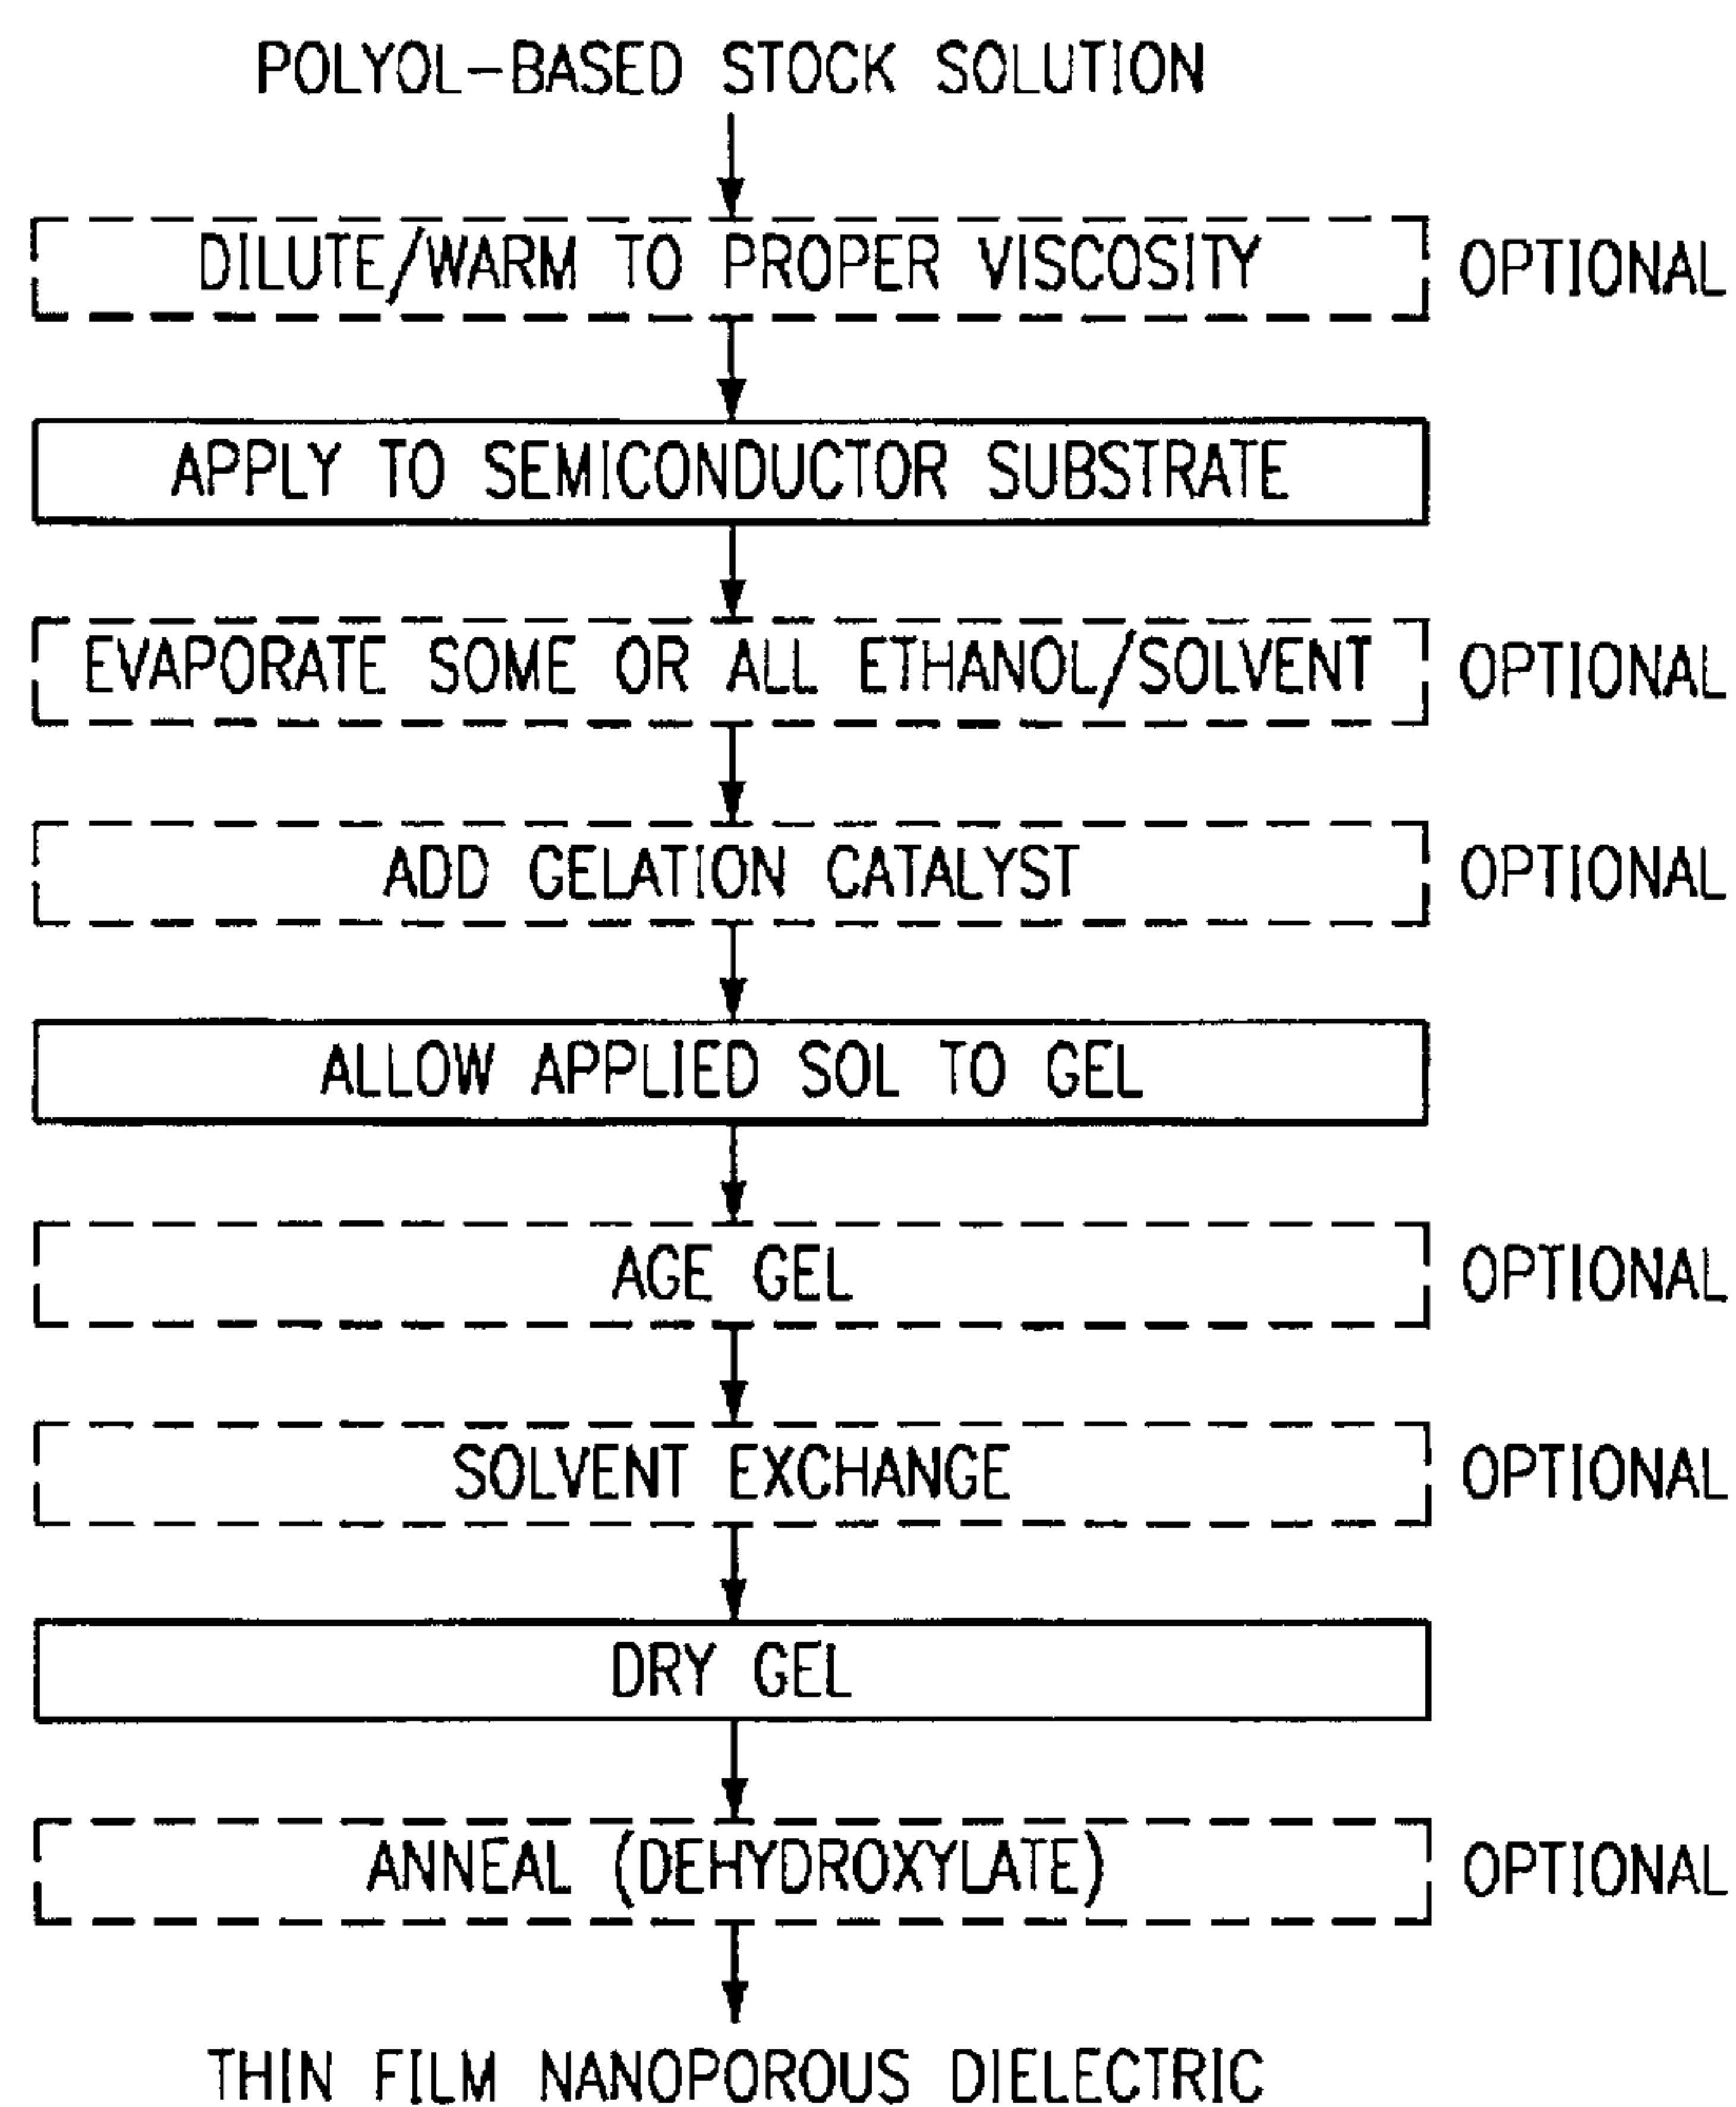 POLYOL-BASED STOCK SOLUTION
DILUTE/WARM TO PROPER VISCOSITY OPTIONAL
APPLY TO SEMICONDUCTOR SUBSTRATE
EVAPORATE SOME OR ALL ETHANOL/SOLVENT OPTIONAL
ADD GELATION CATALYST OPTIONAL
ALLOW APPLIED SOL TO GEL
AGE GEL OPTIONAL
SOLVENT EXCHANGE OPTIONAL
DRY GEL
ANNEAL (DEHYDROXYLATE) OPTIONAL
THIN FILM NANOPOROUS DIELECTRIC